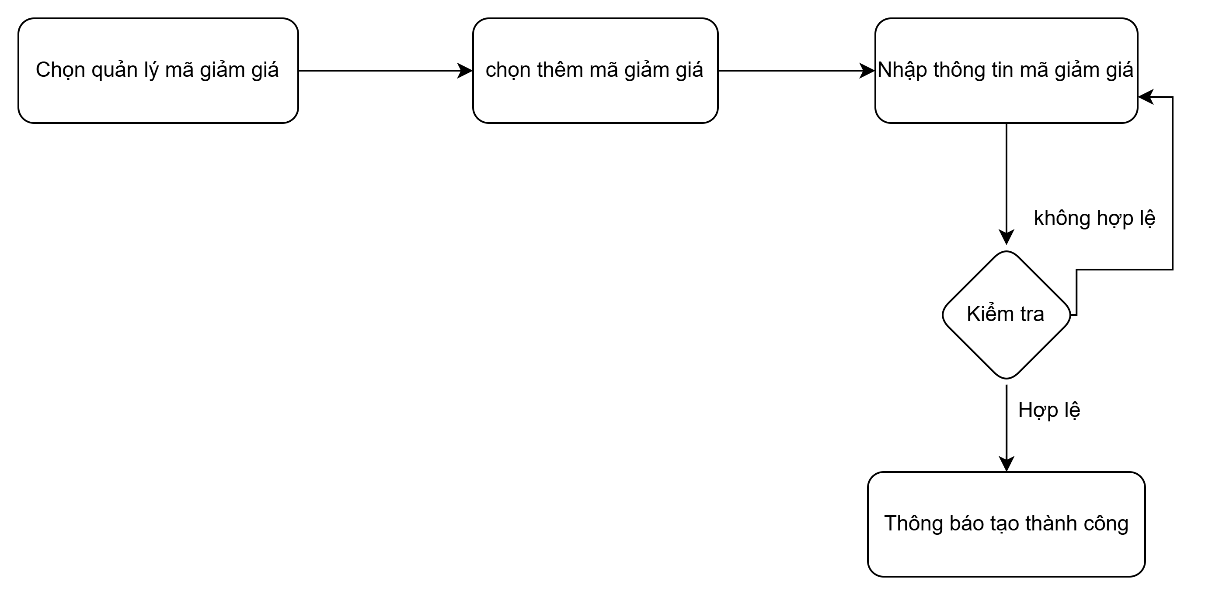 Chọn quản lý mã giảm giá
chọn thêm mã giảm giá
Nhập thông tin mã giảm giá
không hợp lệ
Kiểm tra
Hợp lệ
Thông báo tạo thành công